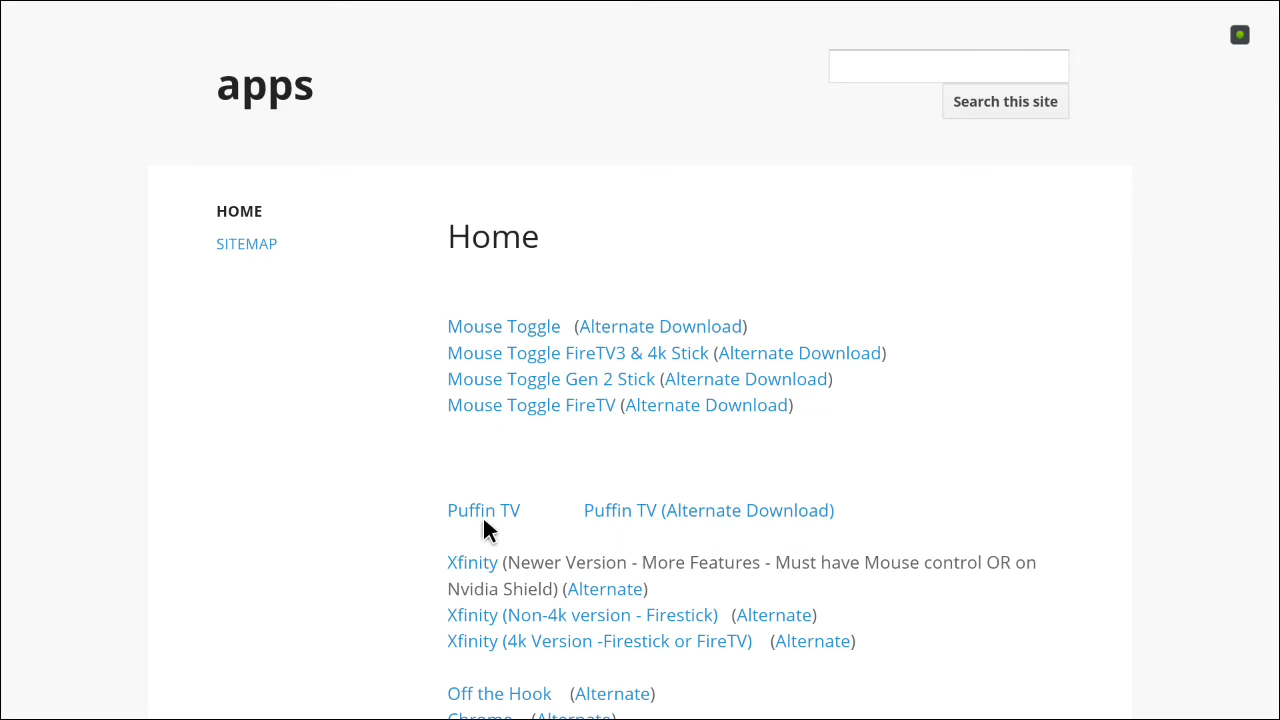 apps
Search this site
HOME
SITEMAP
Home
Mouse Toggle (Alternate Download)
Mouse Toggle FireTV3 & 4k Stick (Alternate Download)
Mouse Toggle Gen 2 Stick (Alternate Download)
Mouse Toggle FireTV (Alternate Download)
Puffin TV Puffin TV (Alternate Download)
Xfinity (Newer Version - More Features - Must have Mouse control OR on
Nvidia Shield) (Alternate)
Xfinity (Non-4k version - Firestick) (Alternate)
Xfinity (4k Version -Firestick or FireTV) (Alternate)
Off the Hook (Alternate)
Chrome (Alternate)